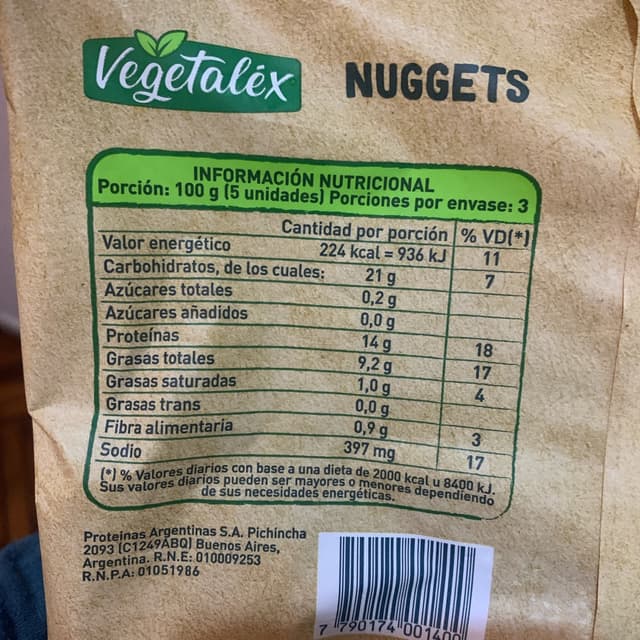 Vegetaléx
NUGGETS
INFORMACIÓN NUTRICIONAL
Porción: 100 g (5 unidades) Porciones por envase: 3
Cantidad por porción % VD(*)
Valor energético 224 kcal = 936 kJ 11
Carbohidratos, de los cuales: 21 g 7
Azúcares totales 0,2 g
Azúcares añadidos 0,0 g
Proteínas 14 g 18
Grasas totales 9,2 g 17
Grasas saturadas 1,0 g 4
Grasas trans 0,0 g
Fibra alimentaria 0,9 g 3
Sodio 397 mg 17
(*) % Valores diarios con base a una dieta de 2000 kcal u 8400 kJ.
Sus valores diarios pueden ser mayores o menores dependiendo
de sus necesidades energéticas.
Proteínas Argentinas S.A. Pichincha
2093 (C1249ABQ) Buenos Aires,
Argentina. R.N.E: 010009253
R.N.P.A: 01051986
7 790174 001400